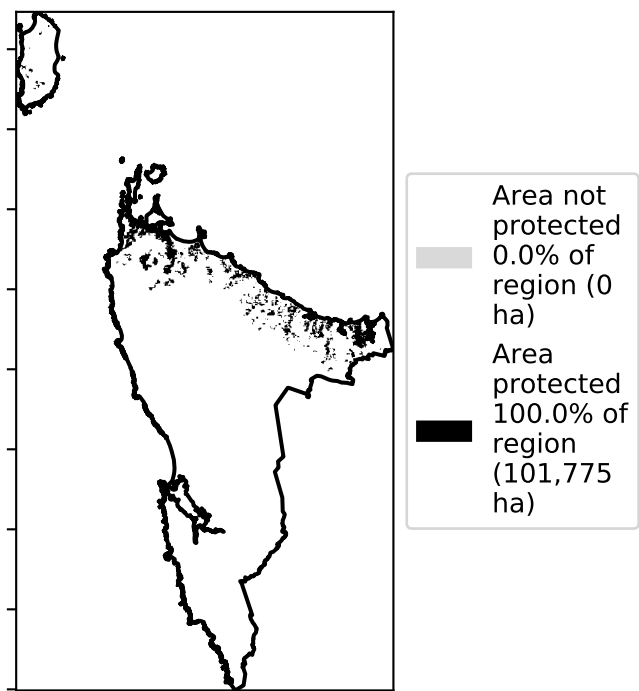 Area not
protected
0.0% of
region (0
ha)
Area
protected
100.0% of
region
(101,775
ha)